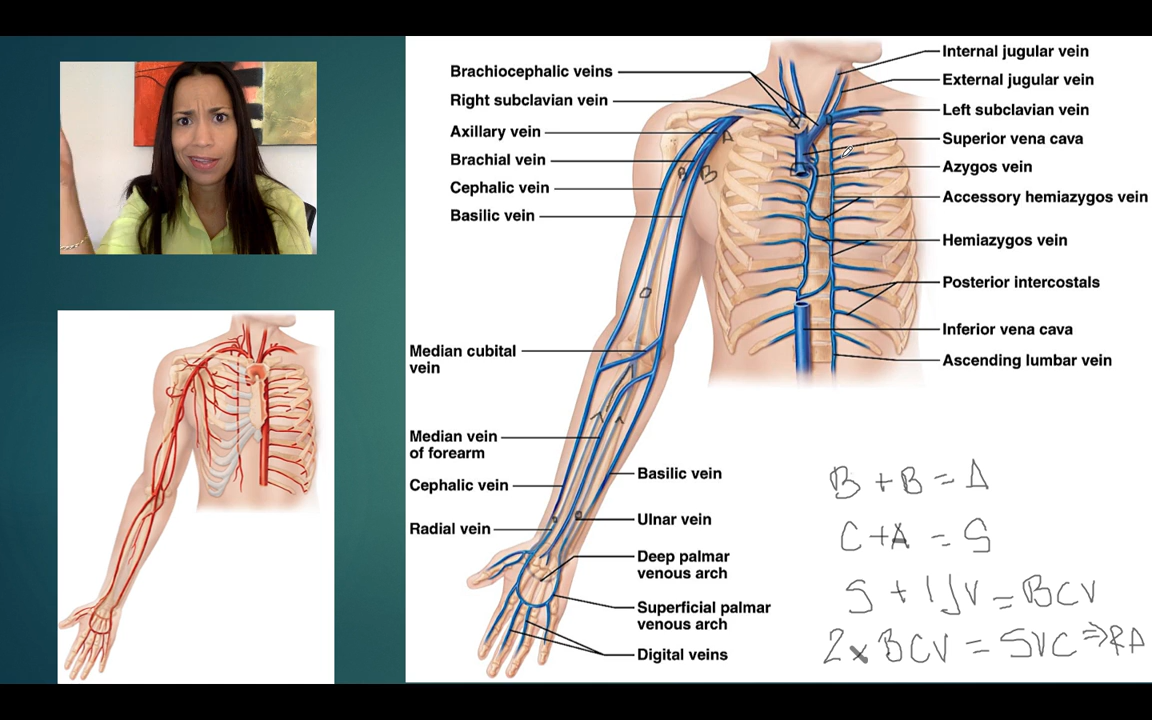 Brachiocephalic veins
Right subclavian vein
Axillary vein
Brachial vein
Cephalic vein
Basilic vein
Median cubital
vein
Median vein
of forearm
Cephalic vein
Radial vein
Internal jugular vein
External jugular vein
Left subclavian vein
Superior vena cava
Azygos vein
Accessory hemiazygos vein
Hemiazygos vein
Posterior intercostals
Inferior vena cava
Ascending lumbar vein
Basilic vein
Ulnar vein
Deep palmar
venous arch
Superficial palmar
venous arch
Digital veins
A
B B
B + B = A
C + A = S
S + IJV = BCV
2 x BCV = SVC ⇒ RA